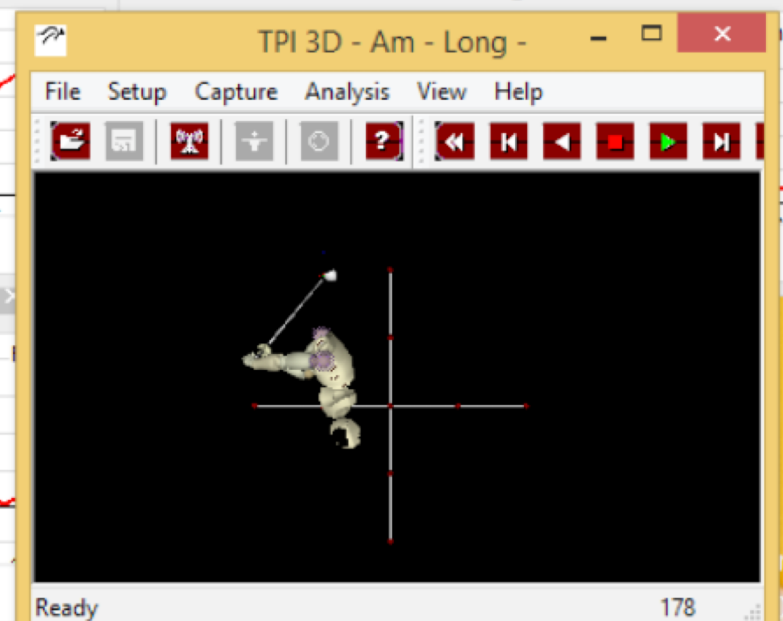 TPI 3D - Am - Long -
File Setup Capture Analysis View Help
?
Ready 178